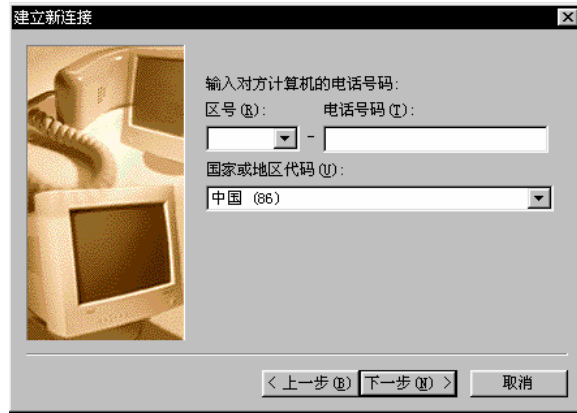 建立新连接
输入对方计算机的电话号码:
区号(R): 电话号码(T):
-
国家或地区代码(U):
中国 (86)
< 上一步(B) 下一步(N) > 取消